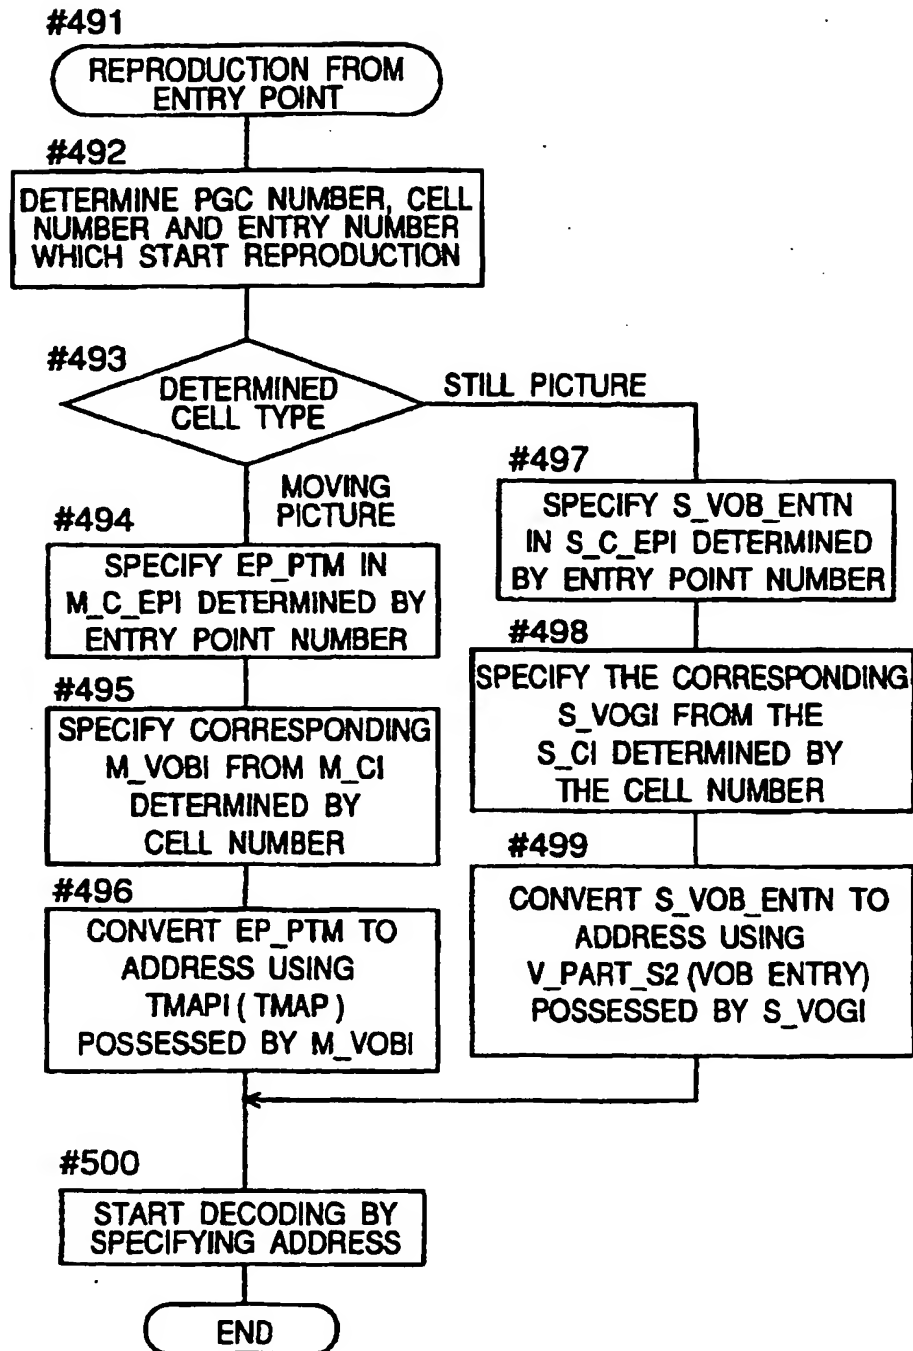 #491
REPRODUCTION FROM
ENTRY POINT
#492
DETERMINE PGC NUMBER, CELL
NUMBER AND ENTRY NUMBER
WHICH START REPRODUCTION
#493
DETERMINED
CELL TYPE
STILL PICTURE
MOVING
PICTURE
#494
SPECIFY EP_PTM IN
M_C_EPI DETERMINED BY
ENTRY POINT NUMBER
#495
SPECIFY CORRESPONDING
M_VOBI FROM M_CI
DETERMINED BY
CELL NUMBER
#496
CONVERT EP_PTM TO
ADDRESS USING
TMAPI ( TMAP )
POSSESSED BY M_VOBI
#497
SPECIFY S_VOB_ENTN
IN S_C_EPI DETERMINED
BY ENTRY POINT NUMBER
#498
SPECIFY THE CORRESPONDING
S_VOGI FROM THE
S_CI DETERMINED BY
THE CELL NUMBER
#499
CONVERT S_VOB_ENTN TO
ADDRESS USING
V_PART_S2 (VOB ENTRY)
POSSESSED BY S_VOGI
#500
START DECODING BY
SPECIFYING ADDRESS
END